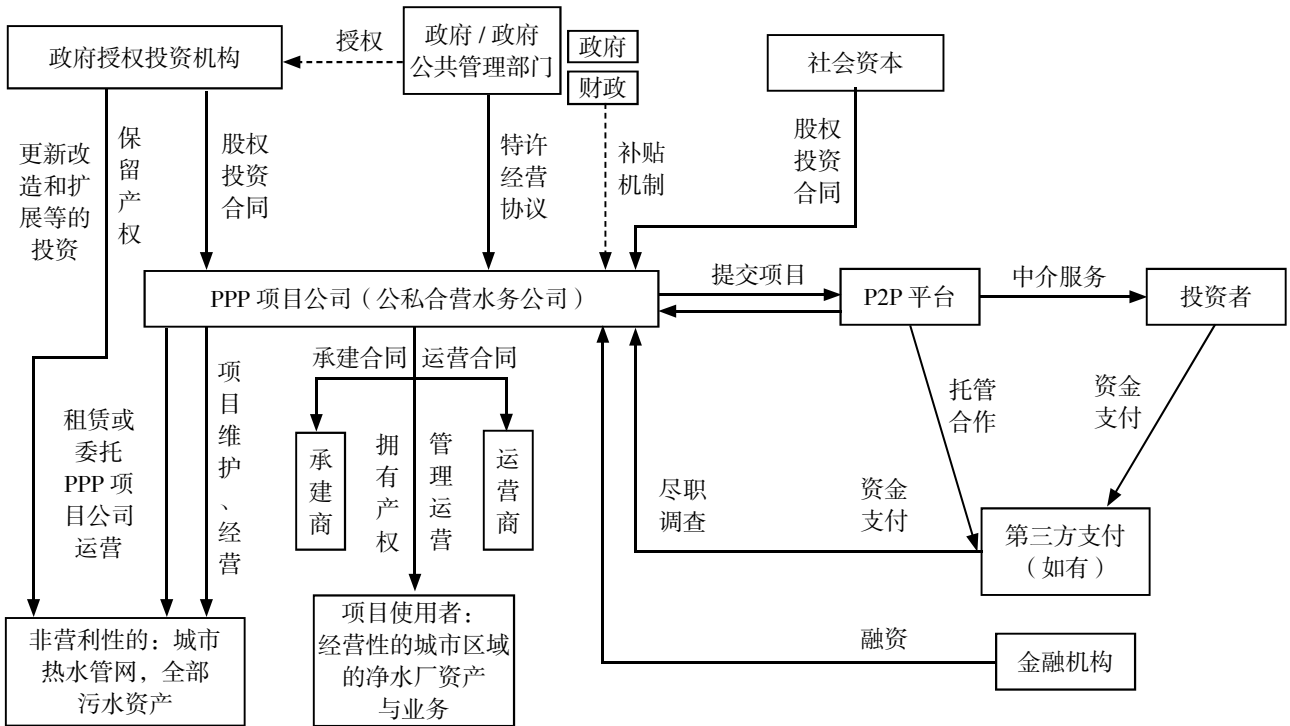 政府授权投资机构
授权
政府 / 政府
公共管理部门
政府
财政
社会资本
更新改
造和扩
展等的
投资
保
留
产
权
股权
投资
合同
特许
经营
协议
补贴
机制
股权
投资
合同
PPP 项目公司（公私合营水务公司）
提交项目
P2P 平台
中介服务
投资者
租赁或
委托
PPP 项
目公司
运营
项
目
维
护
、
经
营
承建合同
运营合同
承
建
商
拥
有
产
权
管
理
运
营
运
营
商
托管
合作
资金
支付
尽职
调查
资金
支付
第三方支付
（如有）
非营利性的：城市
热水管网，全部
污水资产
项目使用者：
经营性的城市区域
的净水厂资产
与业务
融资
金融机构